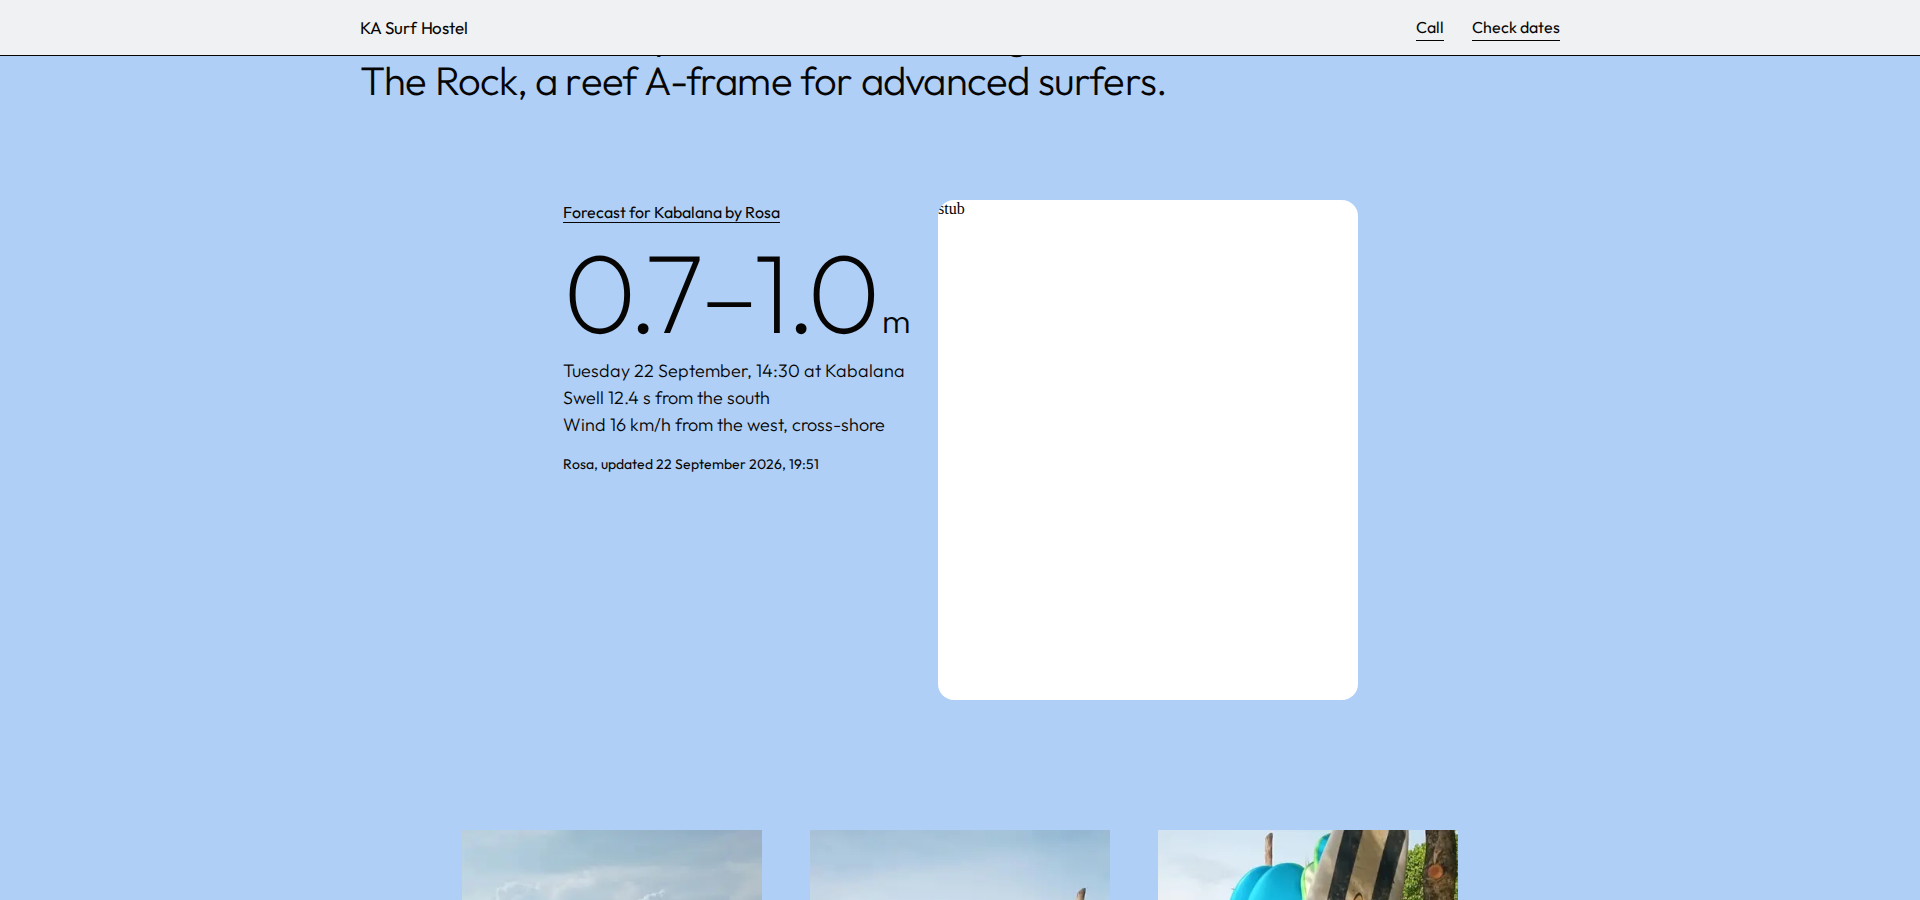 KA Surf Hostel
Call
Check dates
The Rock, a reef A-frame for advanced surfers.
Forecast for Kabalana by Rosa
0.7–1.0 m
Tuesday 22 September, 14:30 at Kabalana
Swell 12.4 s from the south
Wind 16 km/h from the west, cross-shore
Rosa, updated 22 September 2026, 19:51
stub